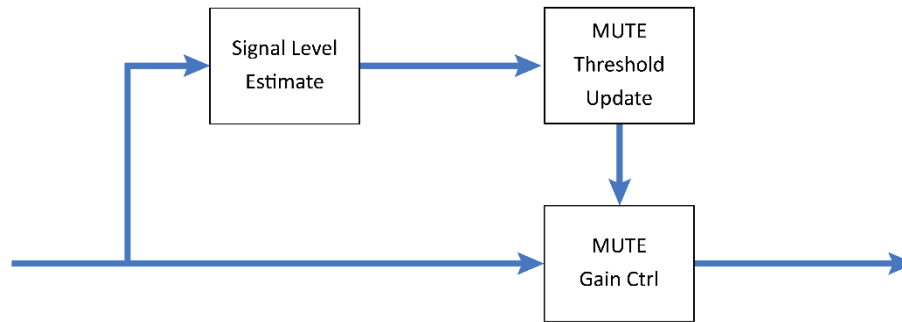 Signal Level
Estimate
MUTE
Threshold
Update
MUTE
Gain Ctrl